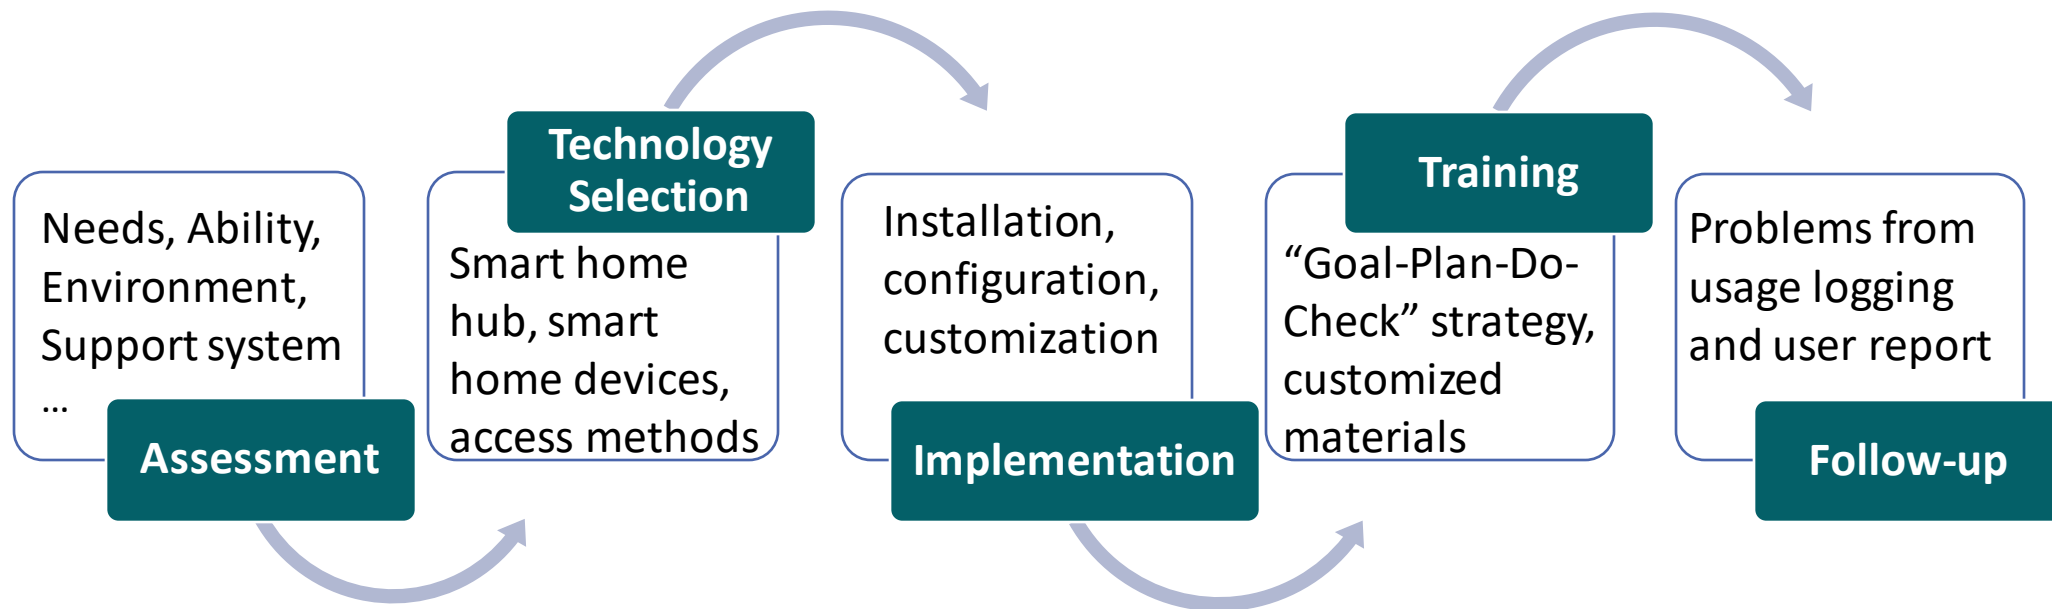 Needs, Ability,
Environment,
Support system
…
Assessment
Technology
Selection
Smart home
hub, smart
home devices,
access methods
Installation,
configuration,
customization
Implementation
Training
“Goal-Plan-Do-
Check” strategy,
customized
materials
Problems from
usage logging
and user report
Follow-up